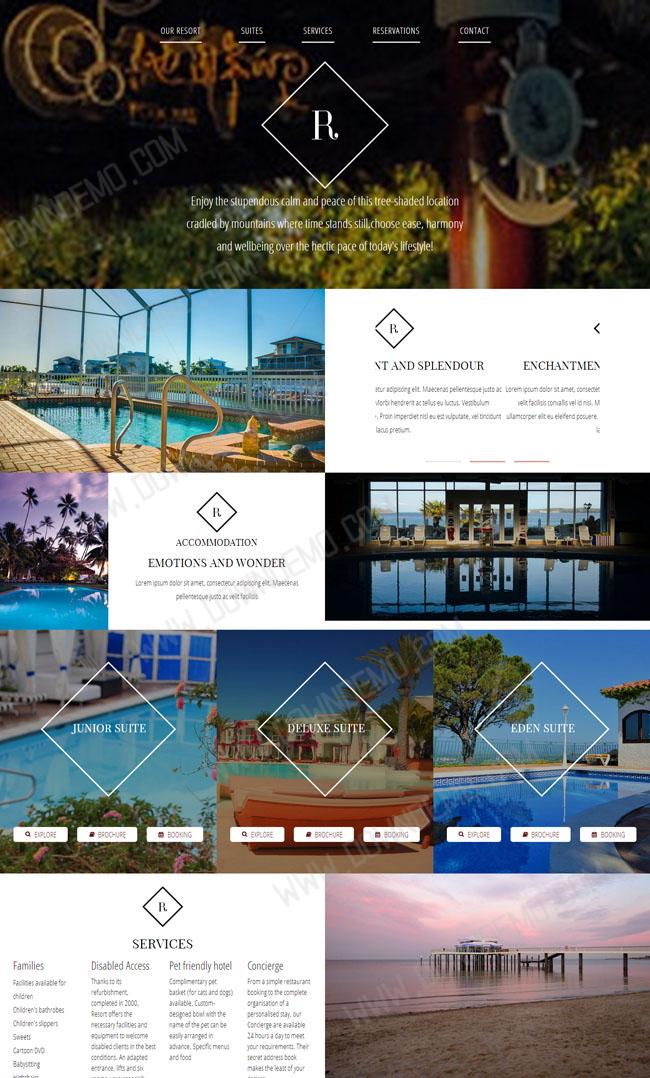 OUR RESORT SUITES SERVICES RESERVATIONS CONTACT
R
Enjoy the stupendous calm and peace of this tree-shaded location
cradled by mountains where time stands still,choose ease, harmony
and wellbeing over the hectic pace of today's lifestyle!
R
NT AND SPLENDOUR
etur adipiscing elit. Maecenas pellentesque justo ac
Morbi hendrerit ac tellus eu luctus. Vestibulum
. Proin imperdiet nisl eu est vulputate, vel tincidunt
lacus pretium.
ENCHANTMEN
Lorem ipsum dolor sit amet, consectet
velit facilisis convallis vel id nisi. M
ullamcorper elit eu eleifend posuere.
R
ACCOMMODATION
EMOTIONS AND WONDER
Lorem ipsum dolor sit amet, consectetur adipiscing elit. Maecenas
pellentesque justo ac velit facilisis
JUNIOR SUITE
EXPLORE BROCHURE BOOKING
DELUXE SUITE
EXPLORE BROCHURE BOOKING
EDEN SUITE
EXPLORE BROCHURE BOOKING
R
SERVICES
Families
Facilities available for
children
Children's bathrobes
Children's slippers
Sweets
Cartoon DVD
Babysitting
Highchairs
Disabled Access
Thanks to its
refurbishment,
completed in 2000,
Resort offers the
necessary facilities and
equipment to welcome
disabled clients in the best
conditions. An adapted
entrance, lifts and six
Pet friendly hotel
Complimentary pet
basket (for cats and dogs)
available, Custom-
designed bowl with the
name of the pet can be
easily arranged in
advance, Specific menus
and food
Concierge
From a simple restaurant
booking to the complete
organisation of a
personalised stay, our
Concierge are available
24 hours a day to meet
your requirements. Their
secret address book
makes the least of your
WWW.DOWNDEMO.COM